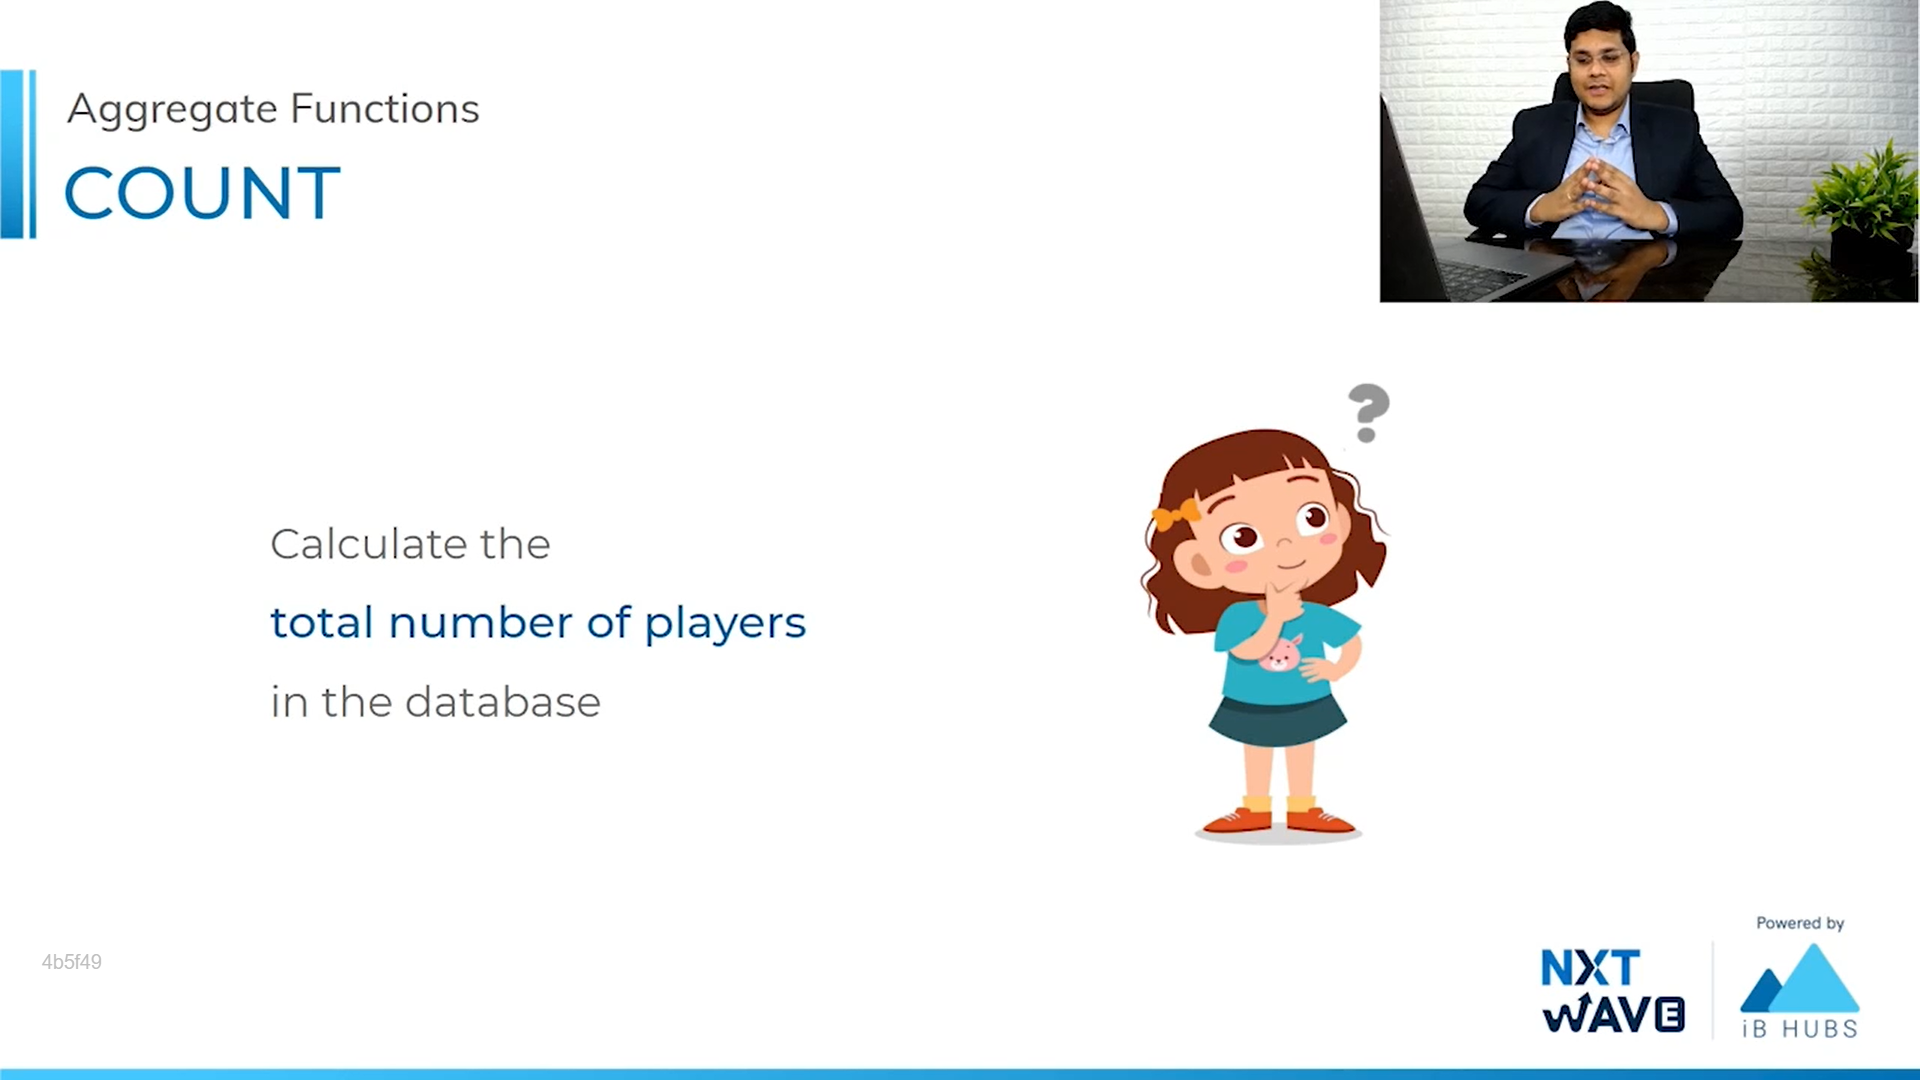 Aggregate Functions
COUNT
?
Calculate the
total number of players
in the database
4b5f49
Powered by
NXT
WAVE
iB HUBS